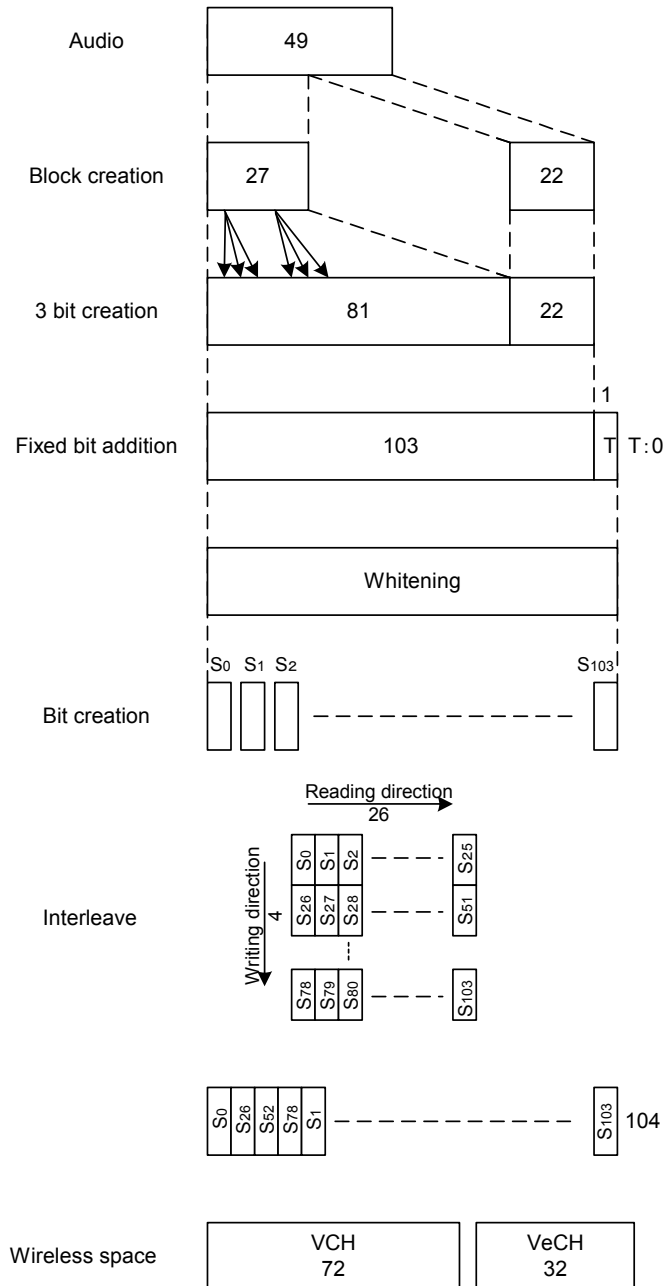 Audio
49
Block creation
27
22
3 bit creation
81
22
1
Fixed bit addition
103
T
T:0
Whitening
S0
S1
S2
S103
Bit creation
Reading direction
26
Interleave
Writing direction
4
S0
S1
S2
S25
S26
S27
S28
S51
S78
S79
S80
S103
S0
S26
S52
S78
S1
S103
104
Wireless space
VCH
72
VeCH
32